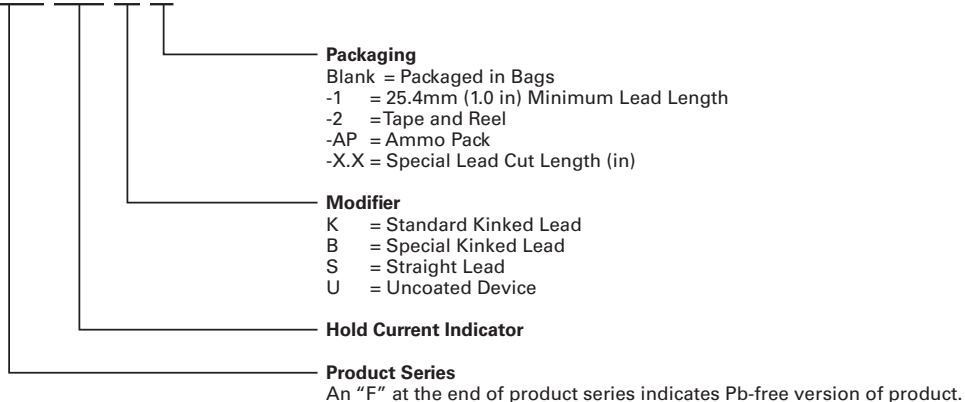 Packaging
Blank = Packaged in Bags
-1 = 25.4mm (1.0 in) Minimum Lead Length
-2 =Tape and Reel
-AP = Ammo Pack
-X.X = Special Lead Cut Length (in)
Modifier
K = Standard Kinked Lead
B = Special Kinked Lead
S = Straight Lead
U = Uncoated Device
Hold Current Indicator
Product Series
An “F” at the end of product series indicates Pb-free version of product.